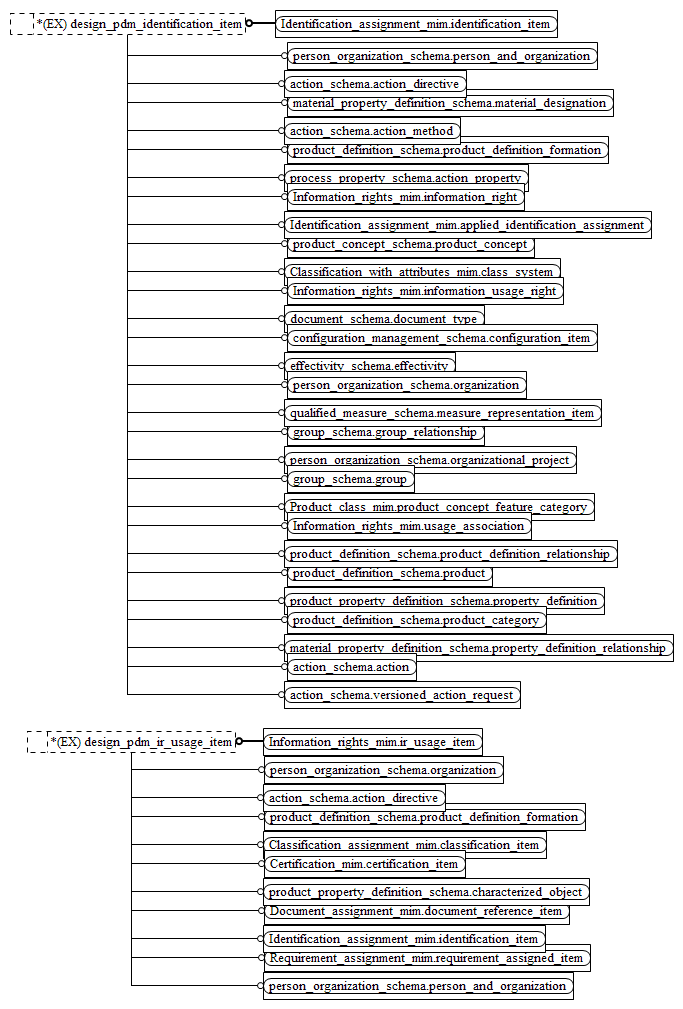 *(EX) design_pdm_identification_item
Identification_assignment_mim.identification_item
person_organization_schema.person_and_organization
action_schema.action_directive
material_property_definition_schema.material_designation
action_schema.action_method
product_definition_schema.product_definition_formation
process_property_schema.action_property
Information_rights_mim.information_right
Identification_assignment_mim.applied_identification_assignment
product_concept_schema.product_concept
Classification_with_attributes_mim.class_system
Information_rights_mim.information_usage_right
document_schema.document_type
configuration_management_schema.configuration_item
effectivity_schema.effectivity
person_organization_schema.organization
qualified_measure_schema.measure_representation_item
group_schema.group_relationship
person_organization_schema.organizational_project
group_schema.group
Product_class_mim.product_concept_feature_category
Information_rights_mim.usage_association
product_definition_schema.product_definition_relationship
product_definition_schema.product
product_property_definition_schema.property_definition
product_definition_schema.product_category
material_property_definition_schema.property_definition_relationship
action_schema.action
action_schema.versioned_action_request
*(EX) design_pdm_ir_usage_item
Information_rights_mim.ir_usage_item
person_organization_schema.organization
action_schema.action_directive
product_definition_schema.product_definition_formation
Classification_assignment_mim.classification_item
Certification_mim.certification_item
product_property_definition_schema.characterized_object
Document_assignment_mim.document_reference_item
Identification_assignment_mim.identification_item
Requirement_assignment_mim.requirement_assigned_item
person_organization_schema.person_and_organization